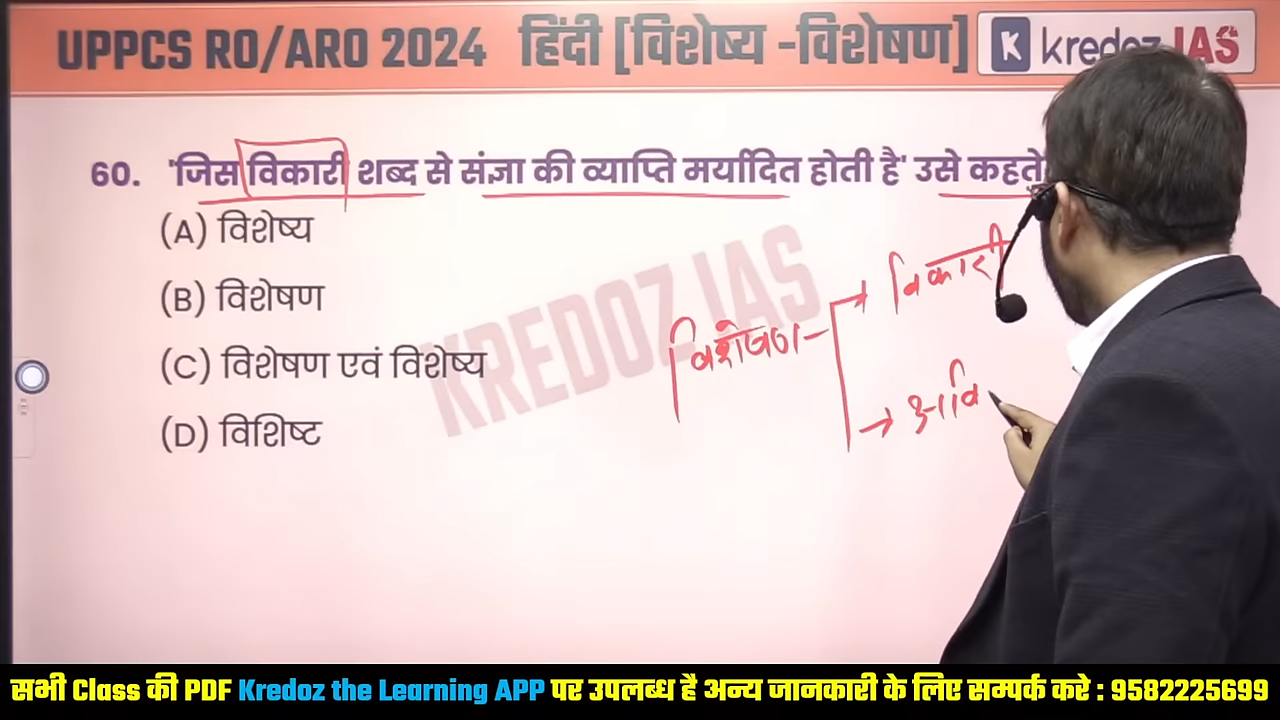 UPPCS RO/ARO 2024 हिंदी [विशेष्य -विशेषण]
K kredoz IAS
60. 'जिस विकारी शब्द से संज्ञा की व्याप्ति मर्यादित होती है' उसे कहते
(A) विशेष्य
(B) विशेषण
(C) विशेषण एवं विशेष्य
(D) विशिष्ट
KREDOZ IAS
विशेषण → विकारी
→ अवि
सभी Class की PDF Kredoz the Learning APP पर उपलब्ध है अन्य जानकारी के लिए सम्पर्क करे : 9582225699